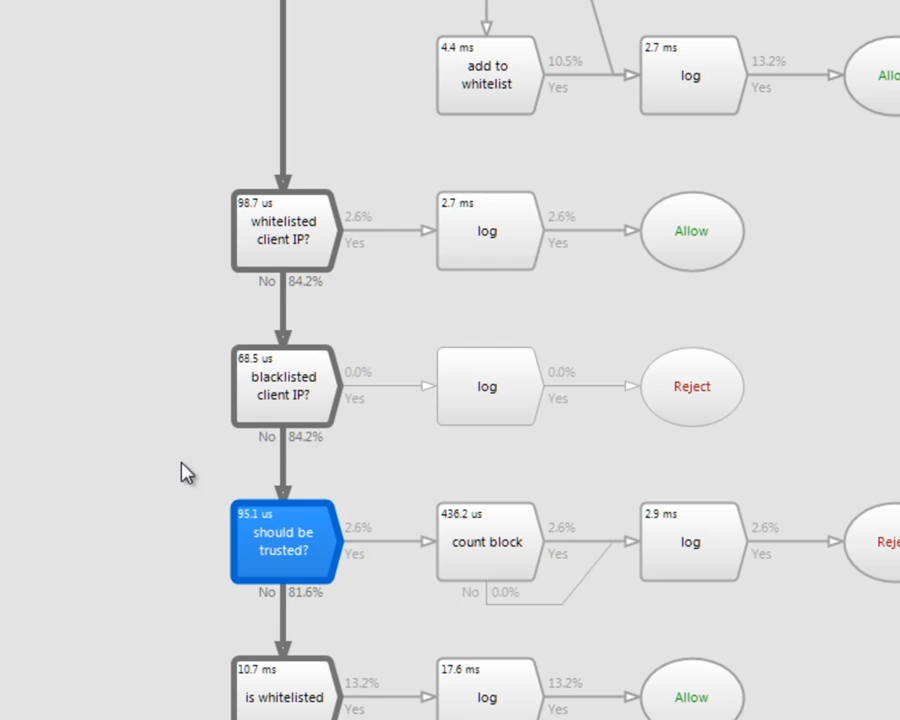 4.4 ms
add to
whitelist
10.5%
Yes
2.7 ms
log
13.2%
Yes
98.7 us
whitelisted
client IP?
2.6%
Yes
2.7 ms
log
2.6%
Yes
Allow
No 84.2%
68.5 us
blacklisted
client IP?
0.0%
Yes
log
0.0%
Yes
Reject
No 84.2%
95.1 us
should be
trusted?
2.6%
Yes
436.2 us
count block
2.6%
Yes
2.9 ms
log
2.6%
Yes
No 0.0%
No 81.6%
10.7 ms
is whitelisted
13.2%
Yes
17.6 ms
log
13.2%
Yes
Allow